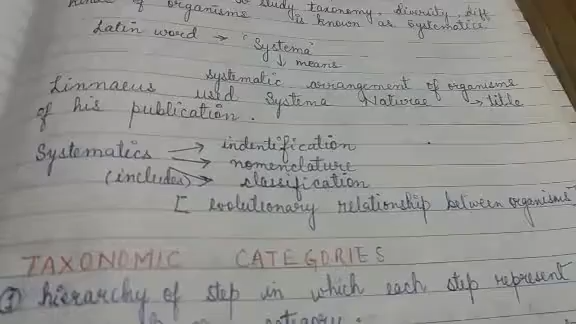 of organisms to study taxonomy, diversity, diff
is known as systematics
Latin word → "Systema"
↓ means
systematic arrangement of organisms
Linnaeus used Systema Naturae → title
of his publication.
Systematics → indentification
→ nomenclature
(includes) → classification
[ evolutionary relationship between organisms
TAXONOMIC CATEGORIES
① hierarchy of step in which each step represent
category.